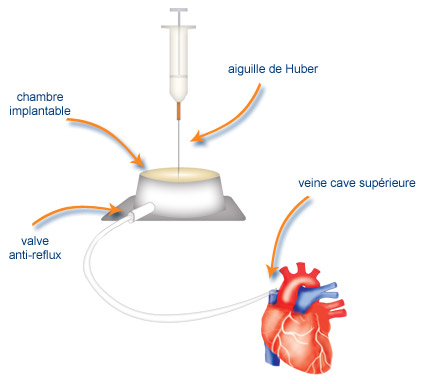 aiguille de Huber
chambre
implantable
veine cave supérieure
valve
anti-reflux